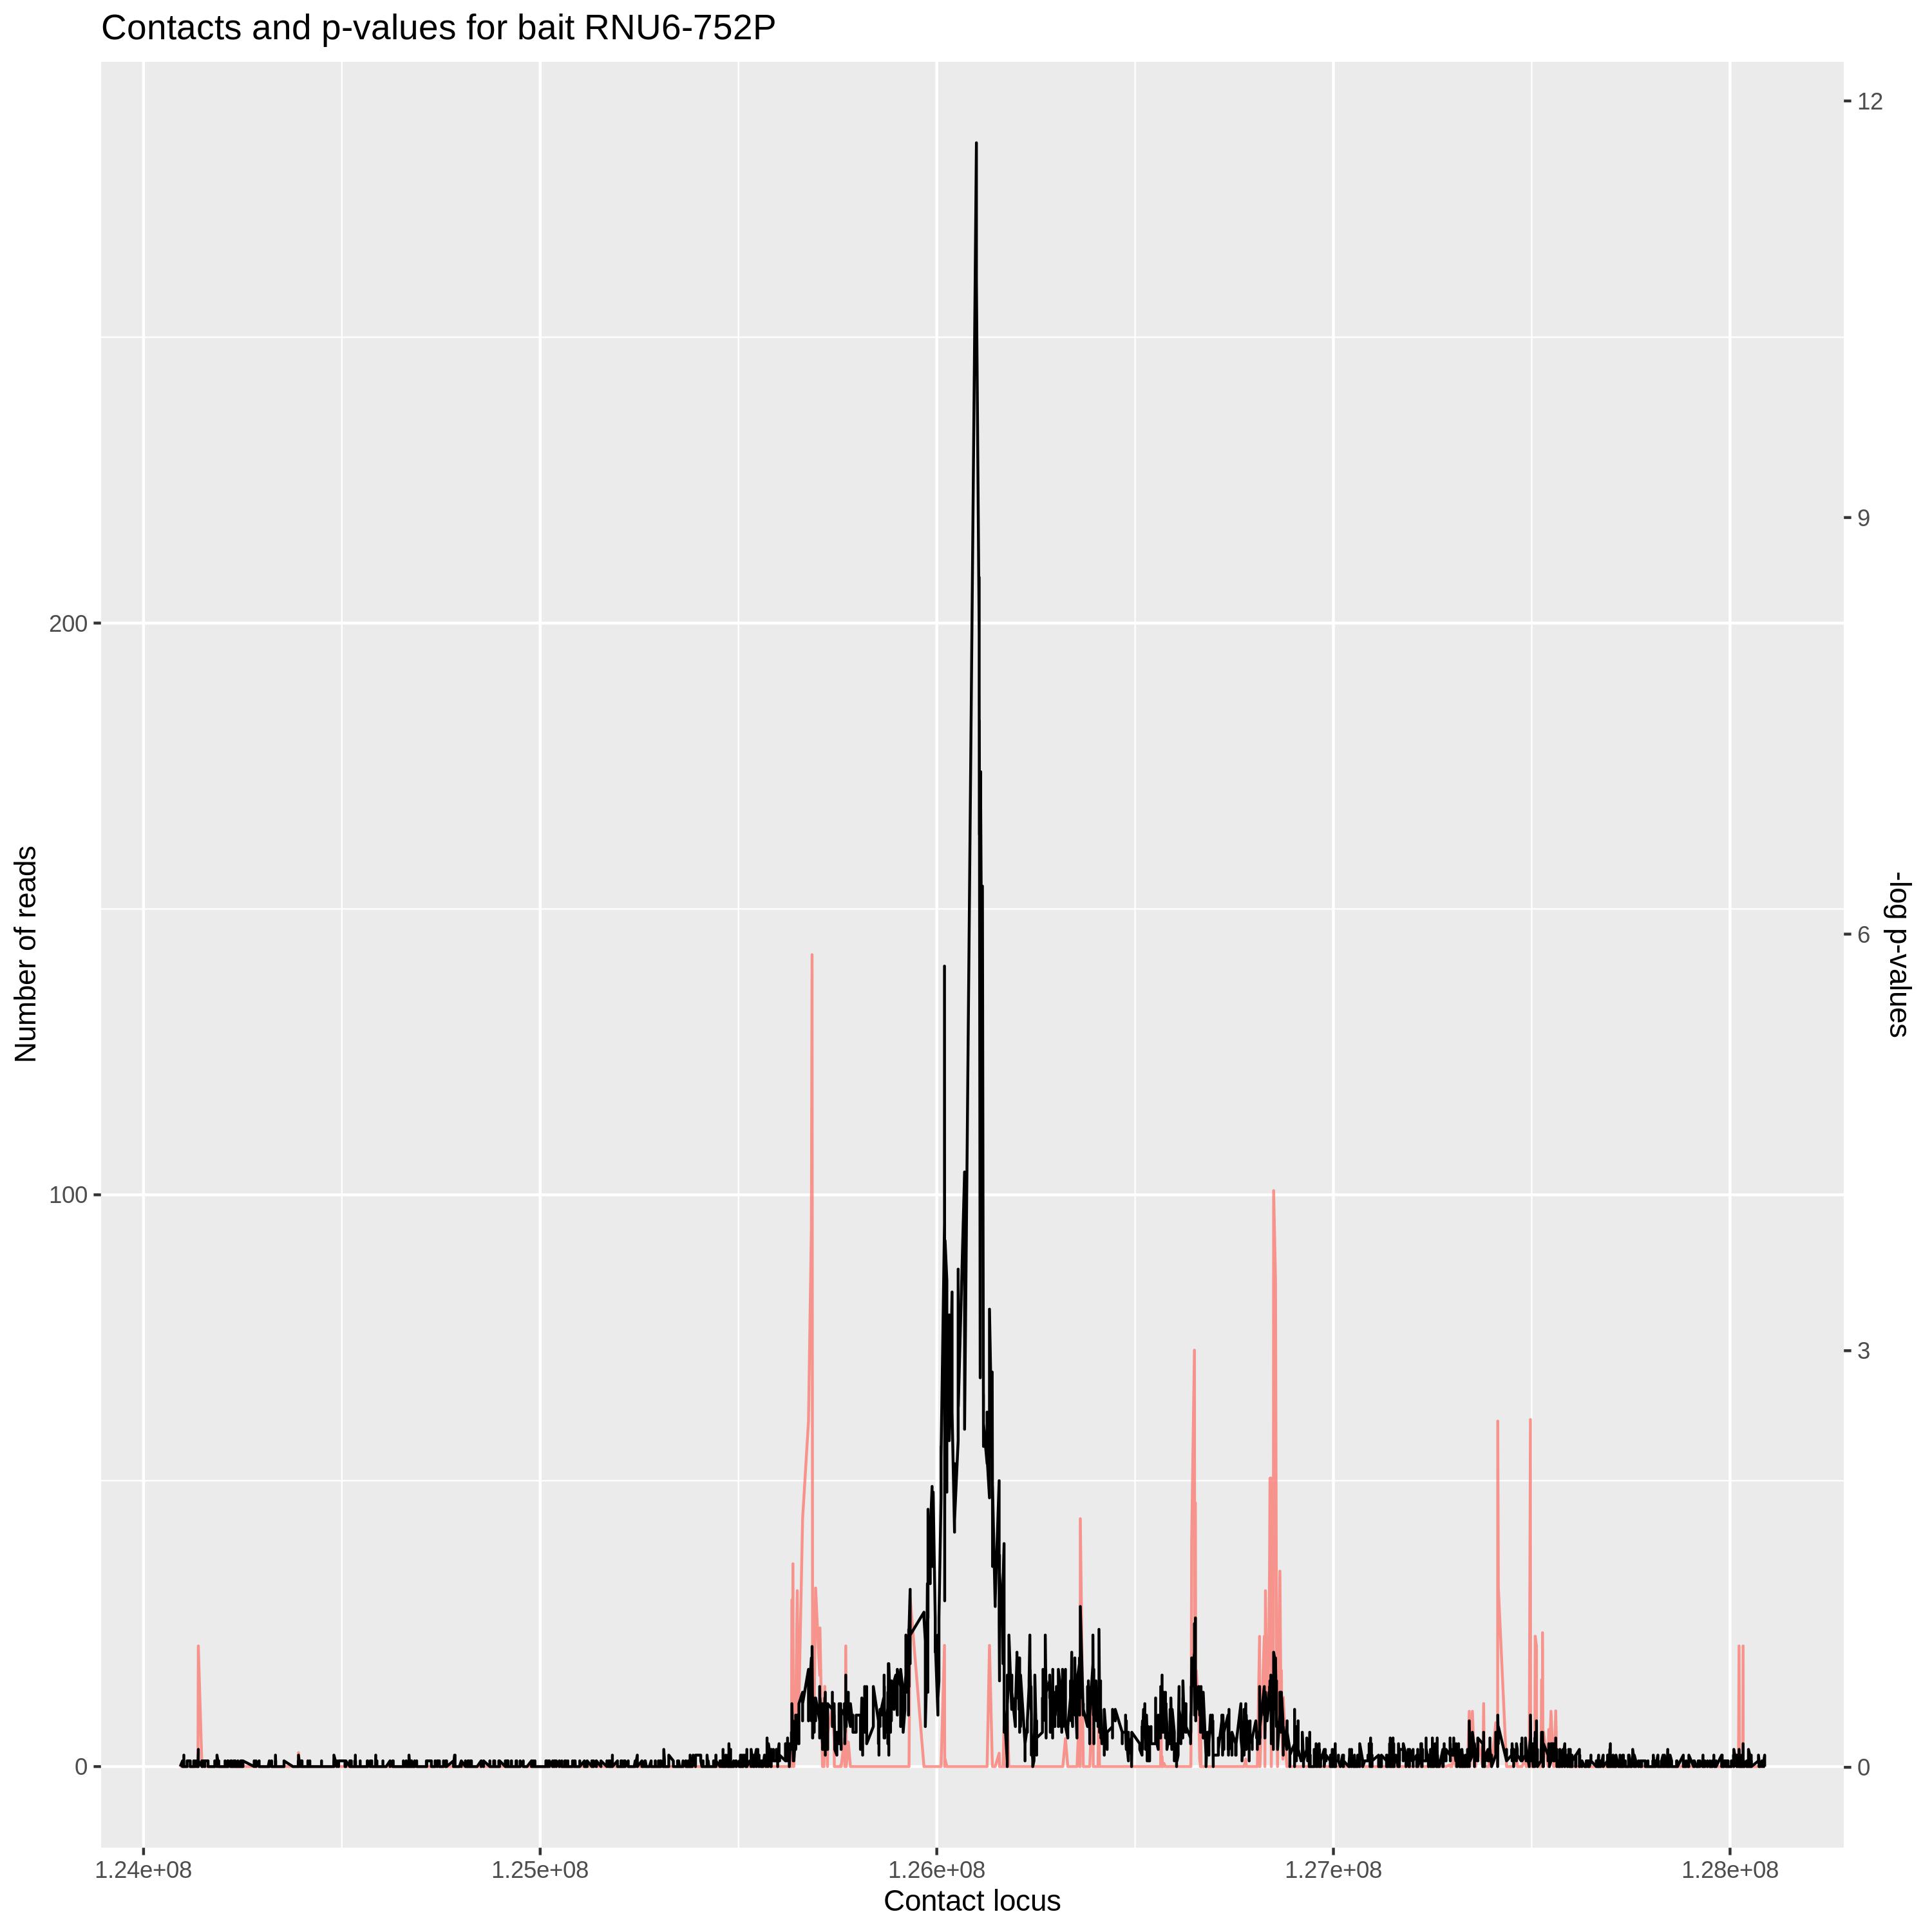 Contacts and p-values for bait RNU6-752P
12
9
200
6
Number of reads
-log p-values
100
3
0
0
1.24e+08
1.25e+08
1.26e+08
1.27e+08
1.28e+08
Contact locus